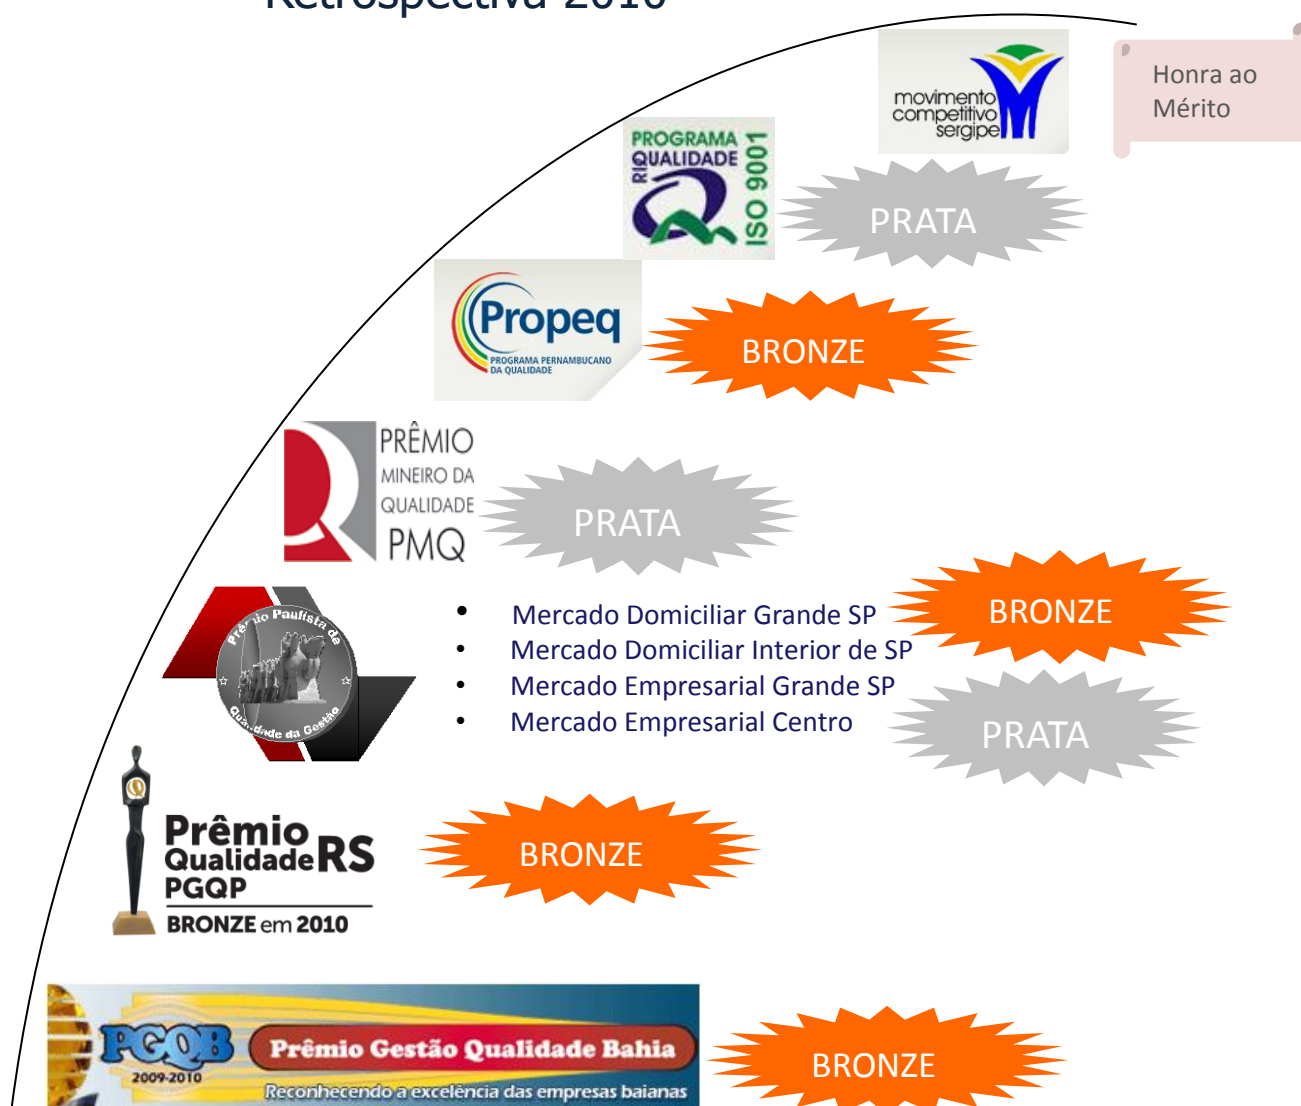 Retrospectiva 2010
movimento
competitivo
sergipe
Honra ao
Mérito
PROGRAMA
QUALIDADE
RIO
ISO 9001
PRATA
Propeq
PROGRAMA PERNAMBUCANO
DA QUALIDADE
BRONZE
PRÊMIO
MINEIRO DA
QUALIDADE
PMQ
PRATA
Prêmio Paulista de
Qualidade da Gestão
• Mercado Domiciliar Grande SP
• Mercado Domiciliar Interior de SP
• Mercado Empresarial Grande SP
• Mercado Empresarial Centro
BRONZE
PRATA
Prêmio
Qualidade RS
PGQP
BRONZE em 2010
BRONZE
PGQB
2009-2010
Prêmio Gestão Qualidade Bahia
Reconhecendo a excelência das empresas baianas
BRONZE